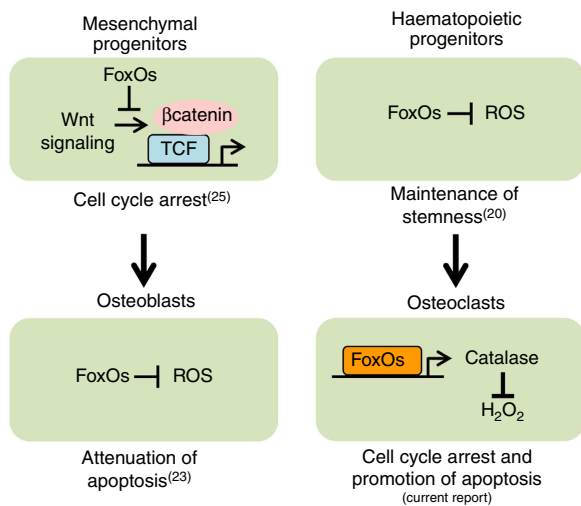 Mesenchymal
progenitors
FoxOs
Wnt
signaling
βcatenin
TCF
Cell cycle arrest(25)
Osteoblasts
FoxOs
ROS
Attenuation of
apoptosis(23)
Haematopoietic
progenitors
FoxOs
ROS
Maintenance of
stemness(20)
Osteoclasts
FoxOs
Catalase
H2O2
Cell cycle arrest and
promotion of apoptosis
(current report)